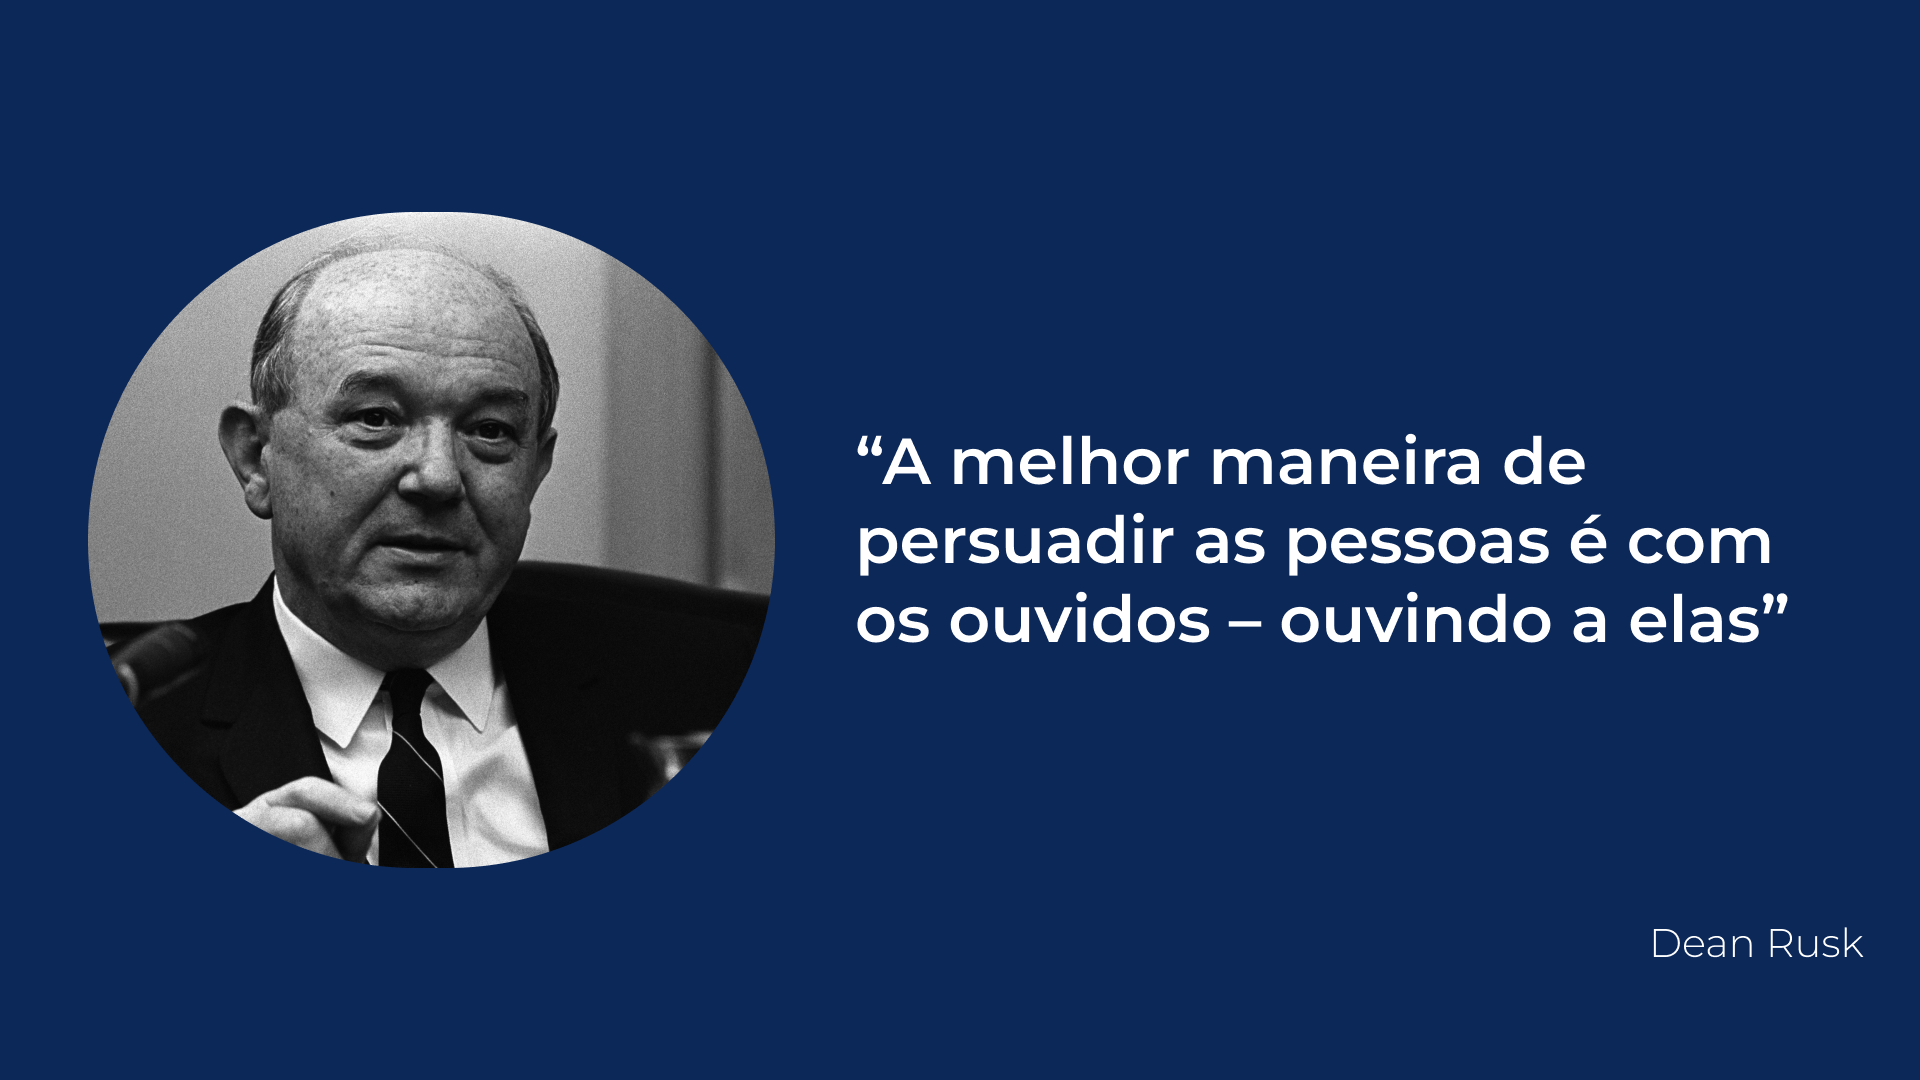 “A melhor maneira de
persuadir as pessoas é com
os ouvidos – ouvindo a elas”
Dean Rusk